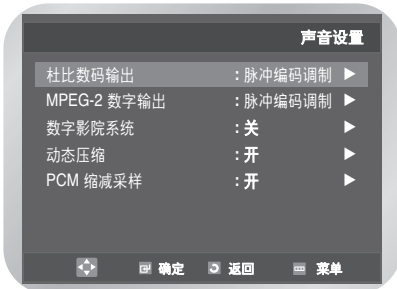 声音设置
杜比数码输出 : 脉冲编码调制 ▶
MPEG-2 数字输出 : 脉冲编码调制 ▶
数字影院系统 : 关 ▶
动态压缩 : 开 ▶
PCM 缩减采样 : 开 ▶
确定 返回 菜单